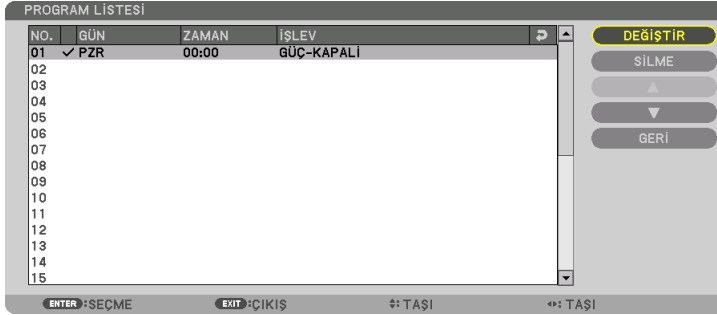 PROGRAM LİSTESİ
NO. GÜN ZAMAN İŞLEV
01 ✓ PZR 00:00 GÜÇ-KAPALI
02
03
04
05
06
07
08
09
10
11
12
13
14
15
DEĞİŞTİR
SİLME
▲
▼
GERİ
ENTER :SEÇME EXIT :ÇIKIŞ :TAŞI :TAŞI